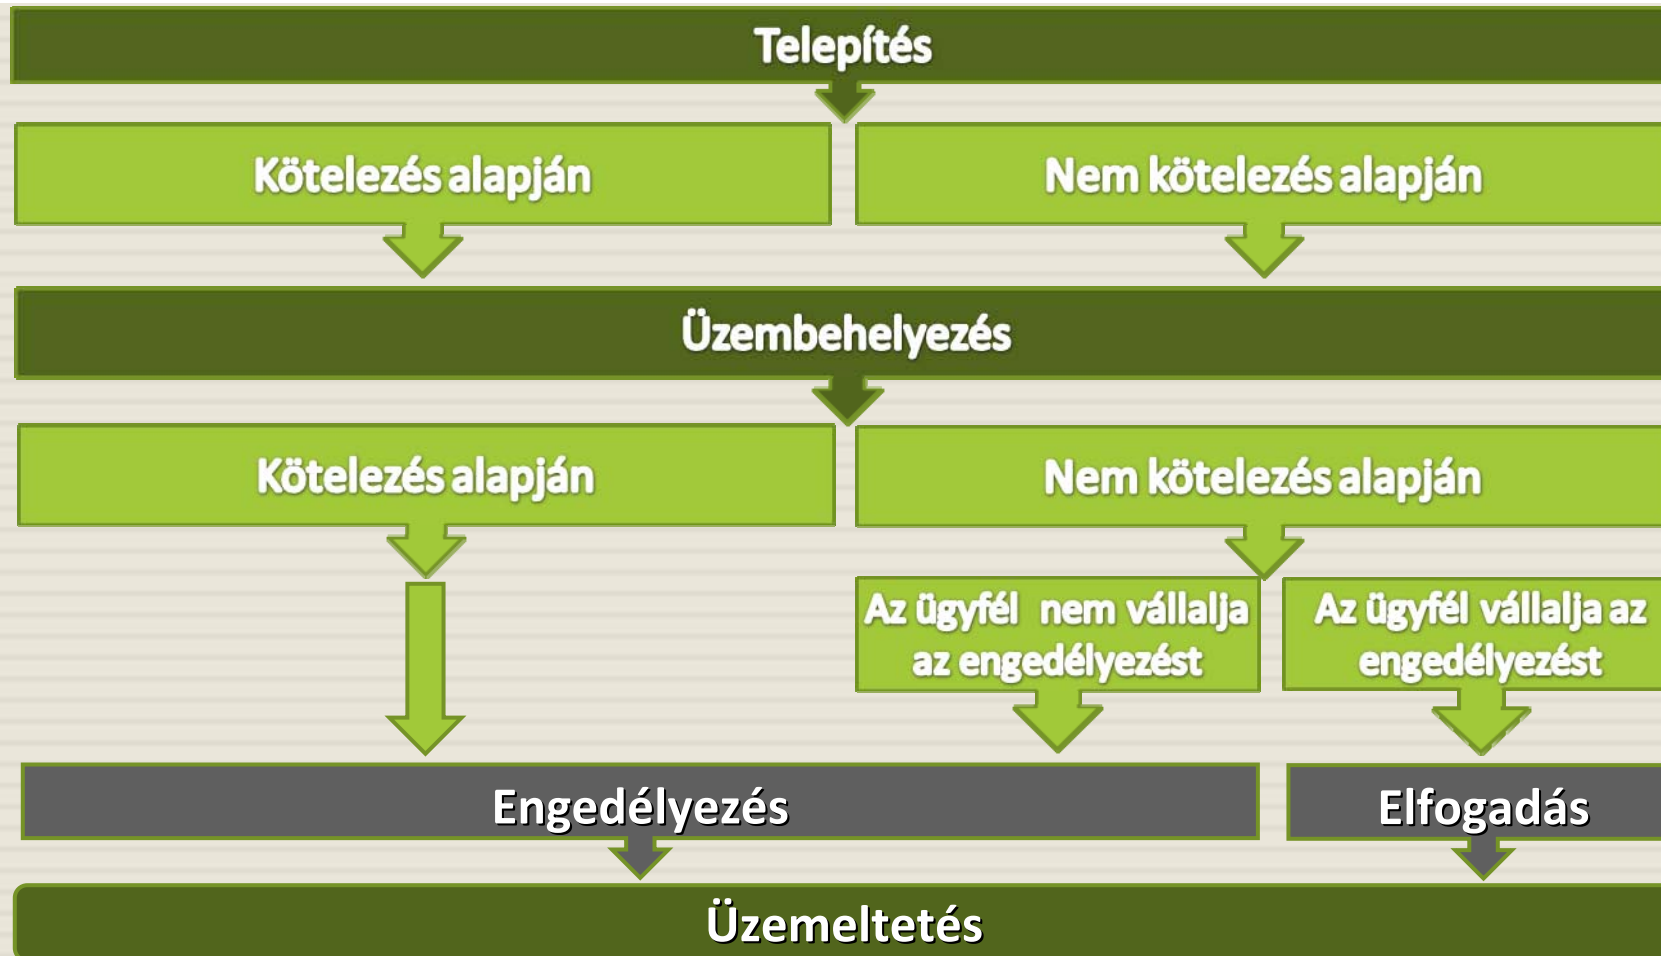 Telepítés
Kötelezés alapján
Nem kötelezés alapján
Üzembehelyezés
Kötelezés alapján
Nem kötelezés alapján
Az ügyfél nem vállalja
az engedélyezést
Az ügyfél vállalja az
engedélyezést
Engedélyezés
Elfogadás
Üzemeltetés